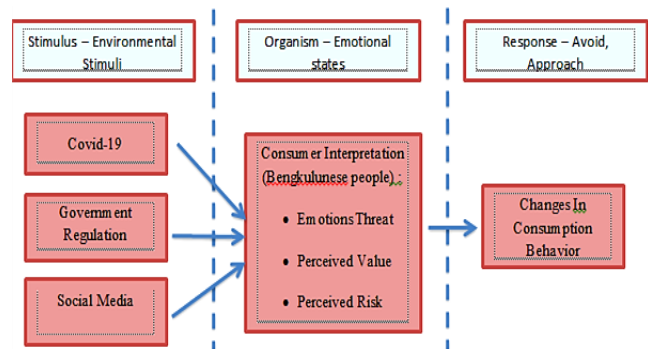 Stimulus – Environmental
Stimuli
Organism – Emotional
states
Response – Avoid,
Approach
Covid-19
Government
Regulation
Social Media
Consumer Interpretation
(Bengkulunese people) :
• Emotions Threat
• Perceived Value
• Perceived Risk
Changes In
Consumption
Behavior